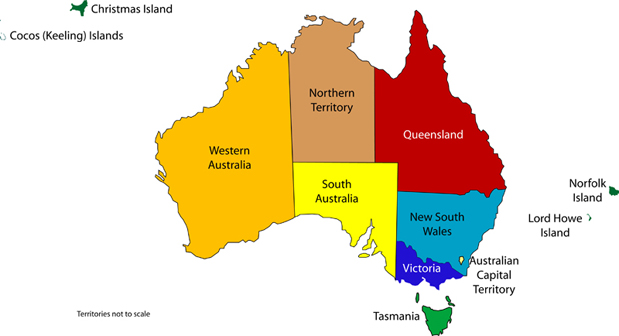 Christmas Island
Cocos (Keeling) Islands
Northern
Territory
Queensland
Western
Australia
South
Australia
Norfolk
Island
New South
Wales
Lord Howe
Island
Victoria
Australian
Capital
Territory
Tasmania
Territories not to scale